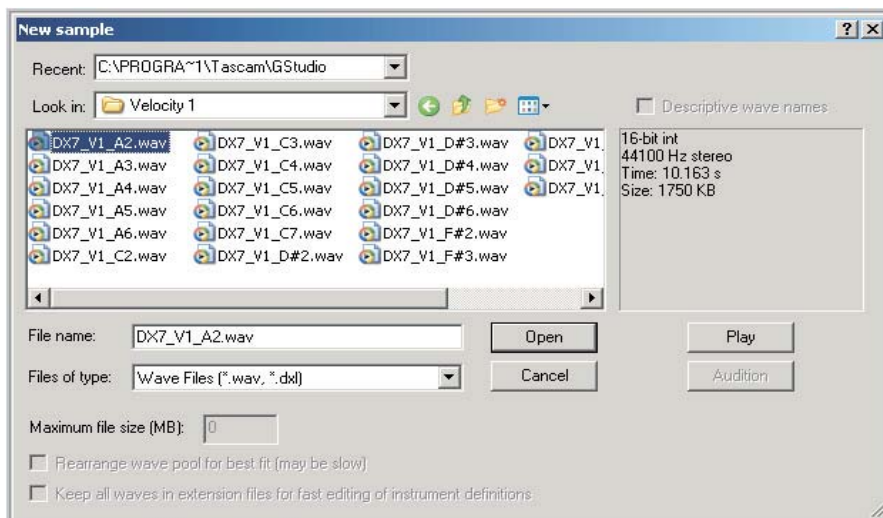 New sample
Recent: C:\PROGRA~1\Tascam\GStudio
Look in: Velocity 1
Descriptive wave names
DX7_V1_A2.wav
DX7_V1_A3.wav
DX7_V1_A4.wav
DX7_V1_A5.wav
DX7_V1_A6.wav
DX7_V1_C2.wav
DX7_V1_C3.wav
DX7_V1_C4.wav
DX7_V1_C5.wav
DX7_V1_C6.wav
DX7_V1_C7.wav
DX7_V1_D#2.wav
DX7_V1_D#3.wav
DX7_V1_D#4.wav
DX7_V1_D#5.wav
DX7_V1_D#6.wav
DX7_V1_F#2.wav
DX7_V1_F#3.wav
DX7_V1
DX7_V1
DX7_V1
16-bit int
44100 Hz stereo
Time: 10.163 s
Size: 1750 KB
File name: DX7_V1_A2.wav
Open
Play
Files of type: Wave Files (*.wav, *.dxl)
Cancel
Audition
Maximum file size (MB): 0
Rearrange wave pool for best fit (may be slow)
Keep all waves in extension files for fast editing of instrument definitions